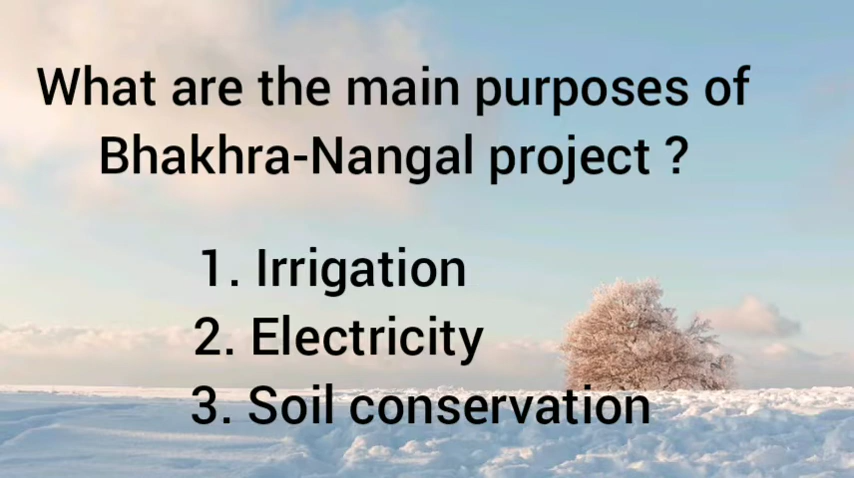 What are the main purposes of
Bhakhra-Nangal project ?
1. Irrigation
2. Electricity
3. Soil conservation